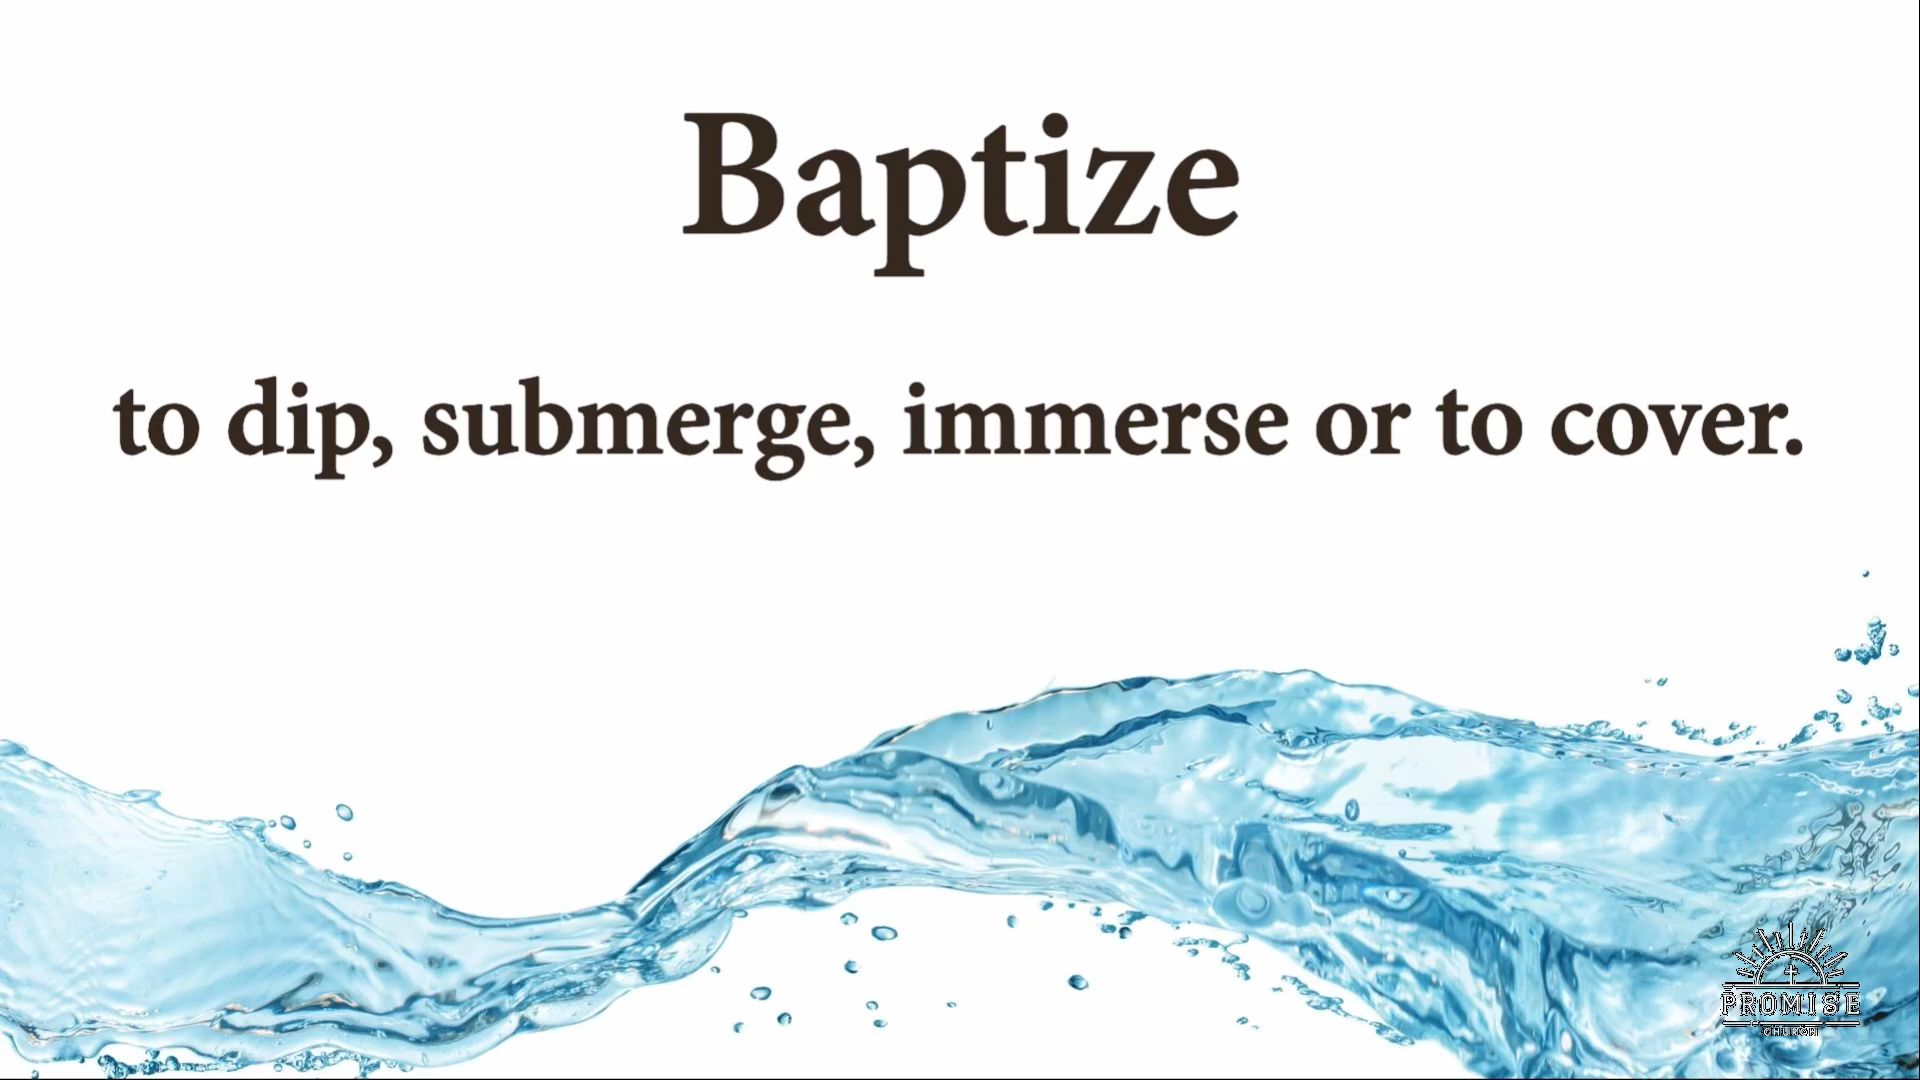 Baptize
to dip, submerge, immerse or to cover.
PROMISE
CHURCH